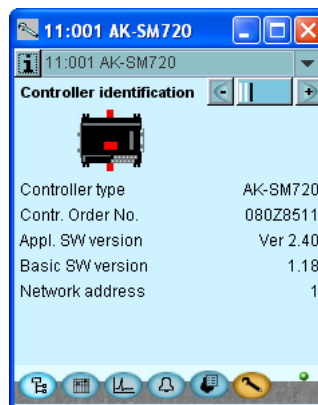 11:001 AK-SM720
11:001 AK-SM720
Controller identification
Controller type AK-SM720
Contr. Order No. 080Z8511
Appl. SW version Ver 2.40
Basic SW version 1.18
Network address 1